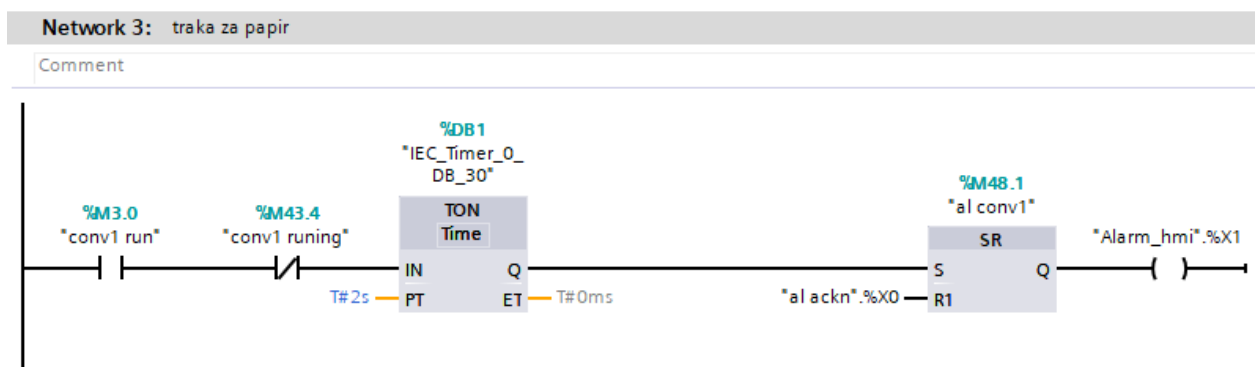 Network 3: traka za papir
Comment
%DB1
"IEC_Timer_0_
DB_30"
%M48.1
"al conv1"
%M3.0 %M43.4 TON
"conv1 run" "conv1 runing" Time SR "Alarm_hmi".%X1
IN Q S Q
T#2s PT ET T#0ms "al ackn".%X0 R1